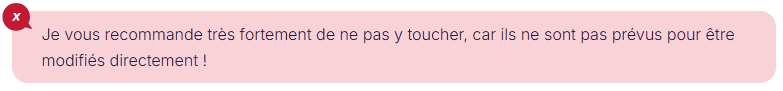 x
Je vous recommande très fortement de ne pas y toucher, car ils ne sont pas prévus pour être
modifiés directement !